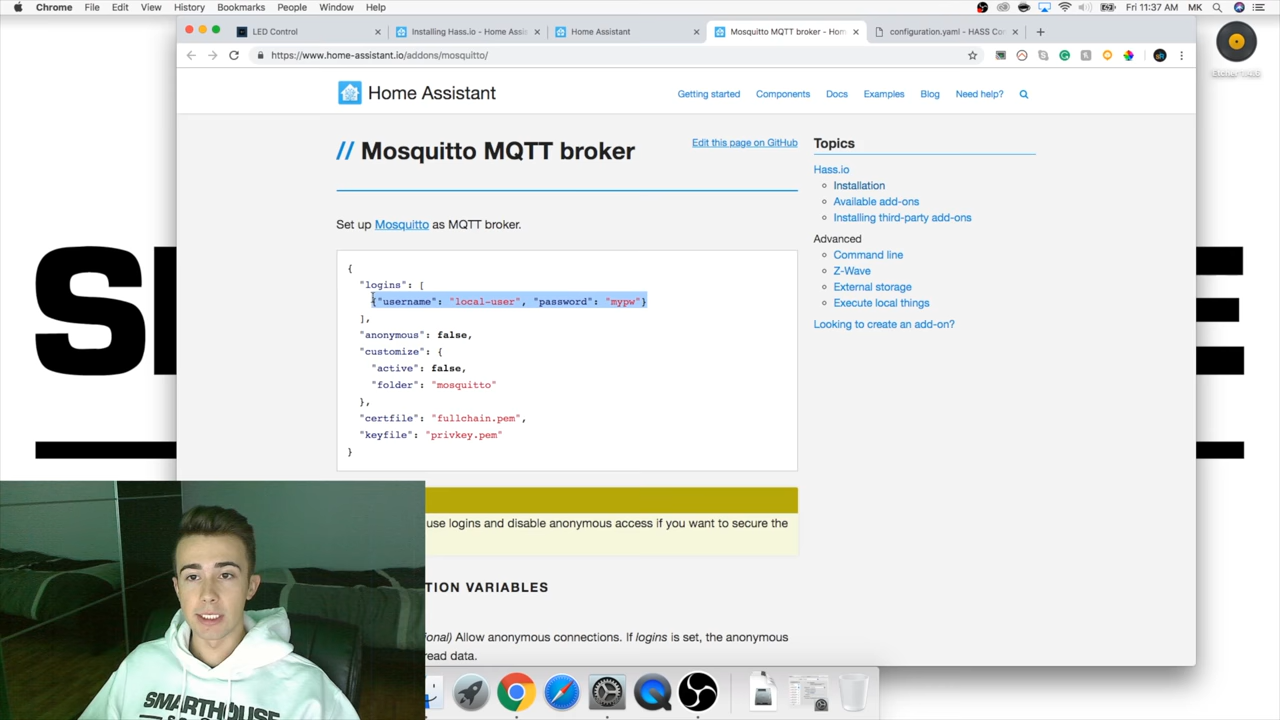 Chrome File Edit View History Bookmarks People Window Help Fri 11:37 AM MK
LED Control × Installing Hass.io - Home Assis × Home Assistant × Mosquitto MQTT broker - Hom × configuration.yaml - HASS Co ×
https://www.home-assistant.io/addons/mosquitto/
Home Assistant Getting started Components Docs Examples Blog Need help?
// Mosquitto MQTT broker Edit this page on GitHub
Set up Mosquitto as MQTT broker.
{
"logins": [
{"username": "local-user", "password": "mypw"}
],
"anonymous": false,
"customize": {
"active": false,
"folder": "mosquitto"
},
"certfile": "fullchain.pem",
"keyfile": "privkey.pem"
}
use logins and disable anonymous access if you want to secure the
TION VARIABLES
onal) Allow anonymous connections. If logins is set, the anonymous
read data.
Topics
Hass.io
Installation
Available add-ons
Installing third-party add-ons
Advanced
Command line
Z-Wave
External storage
Execute local things
Looking to create an add-on?
SMARTHOUSE